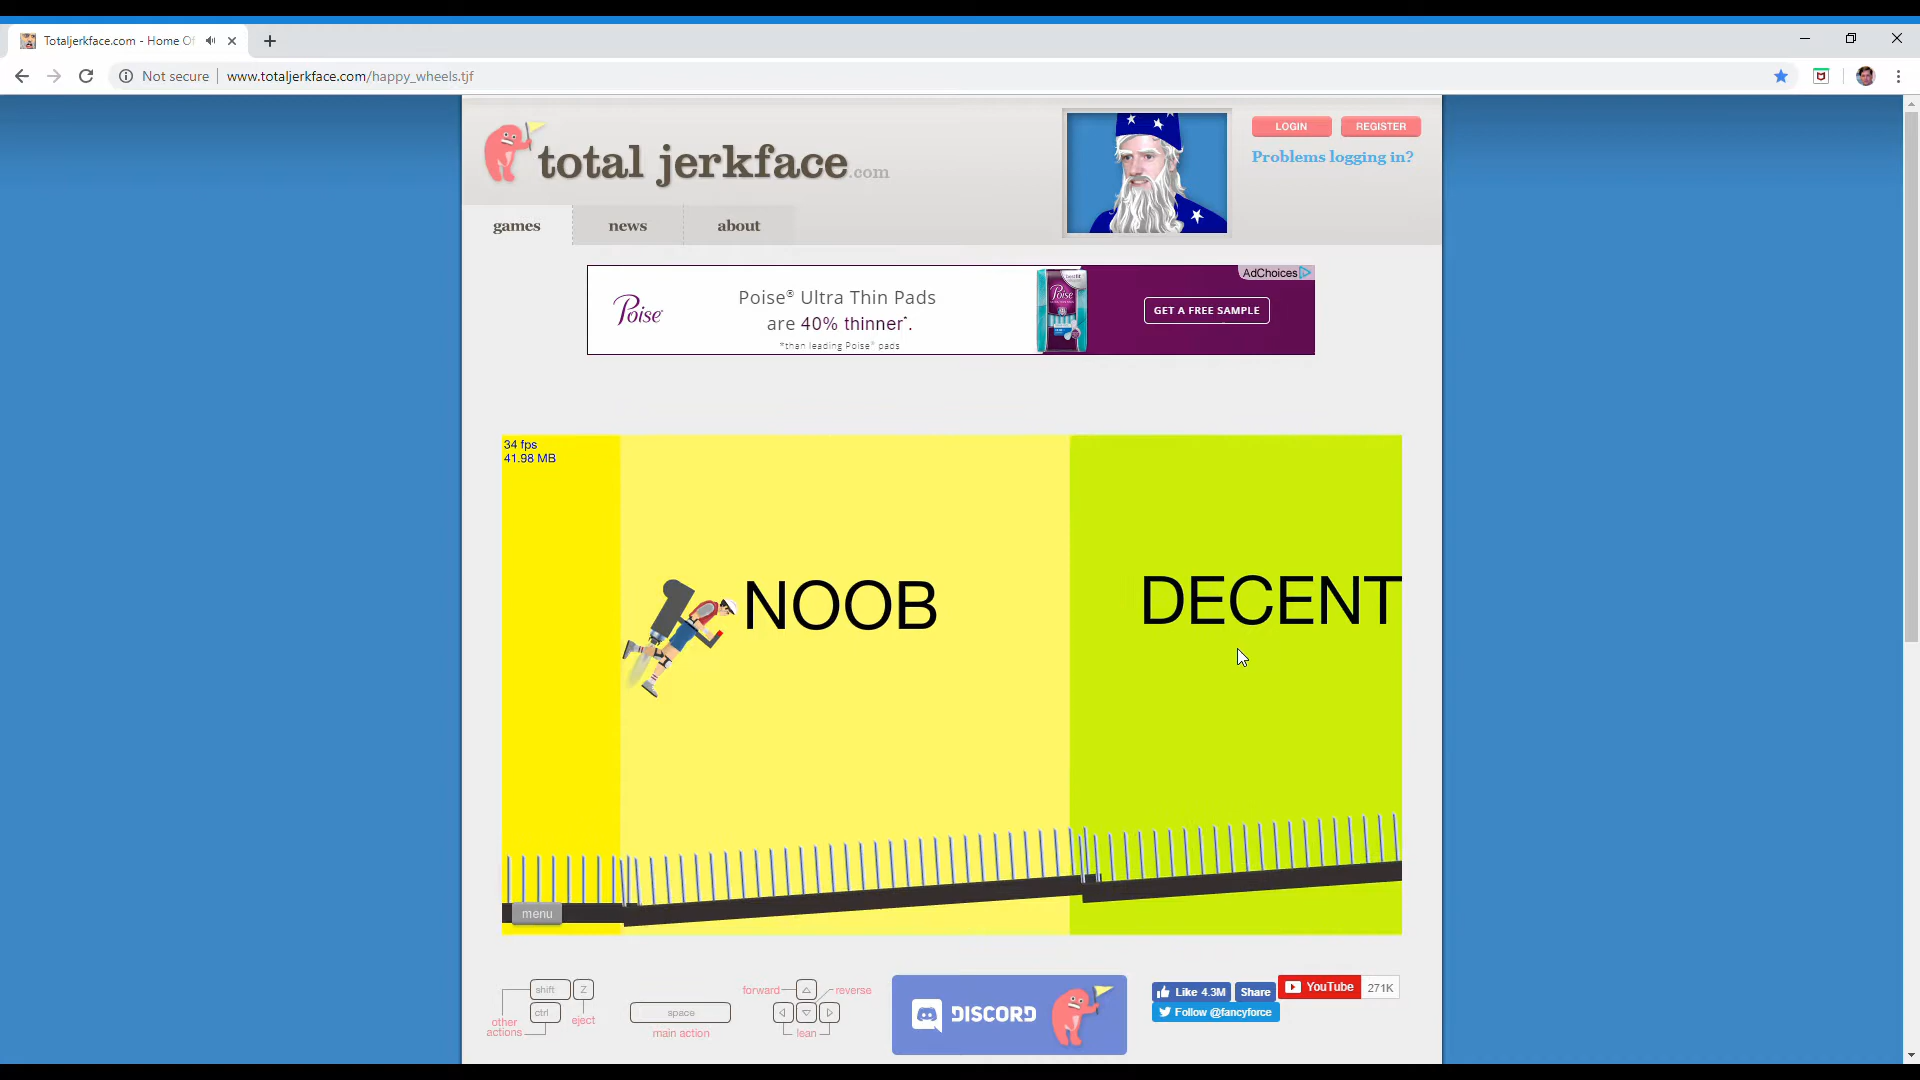 Totaljerkface.com - Home Of
Not secure
www.totaljerkface.com/happy_wheels.tjf
total jerkface.com
LOGIN
REGISTER
Problems logging in?
games
news
about
AdChoices
Poise
Poise® Ultra Thin Pads
are 40% thinner*.
*than leading Poise® pads
Poise
GET A FREE SAMPLE
34 fps
41.98 MB
NOOB
DECENT
menu
shift
Z
ctrl
other
actions
eject
space
main action
forward
reverse
lean
DISCORD
Like 4.3M
Share
YouTube
271K
Follow @fancyforce